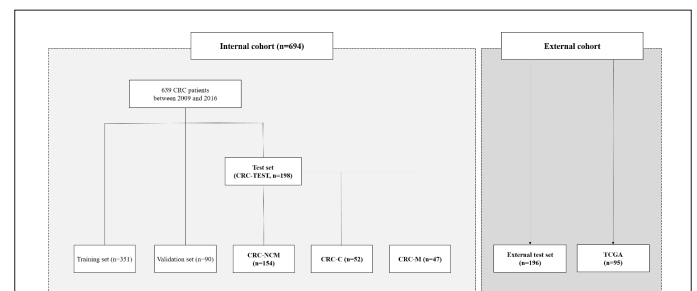 Internal cohort (n=694)
External cohort
639 CRC patients
between 2009 and 2016
Test set
(CRC-TEST, n=198)
Training set (n=351)
Validation set (n=90)
CRC-NCM
(n=154)
CRC-C (n=52)
CRC-M (n=47)
External test set
(n=196)
TCGA
(n=95)